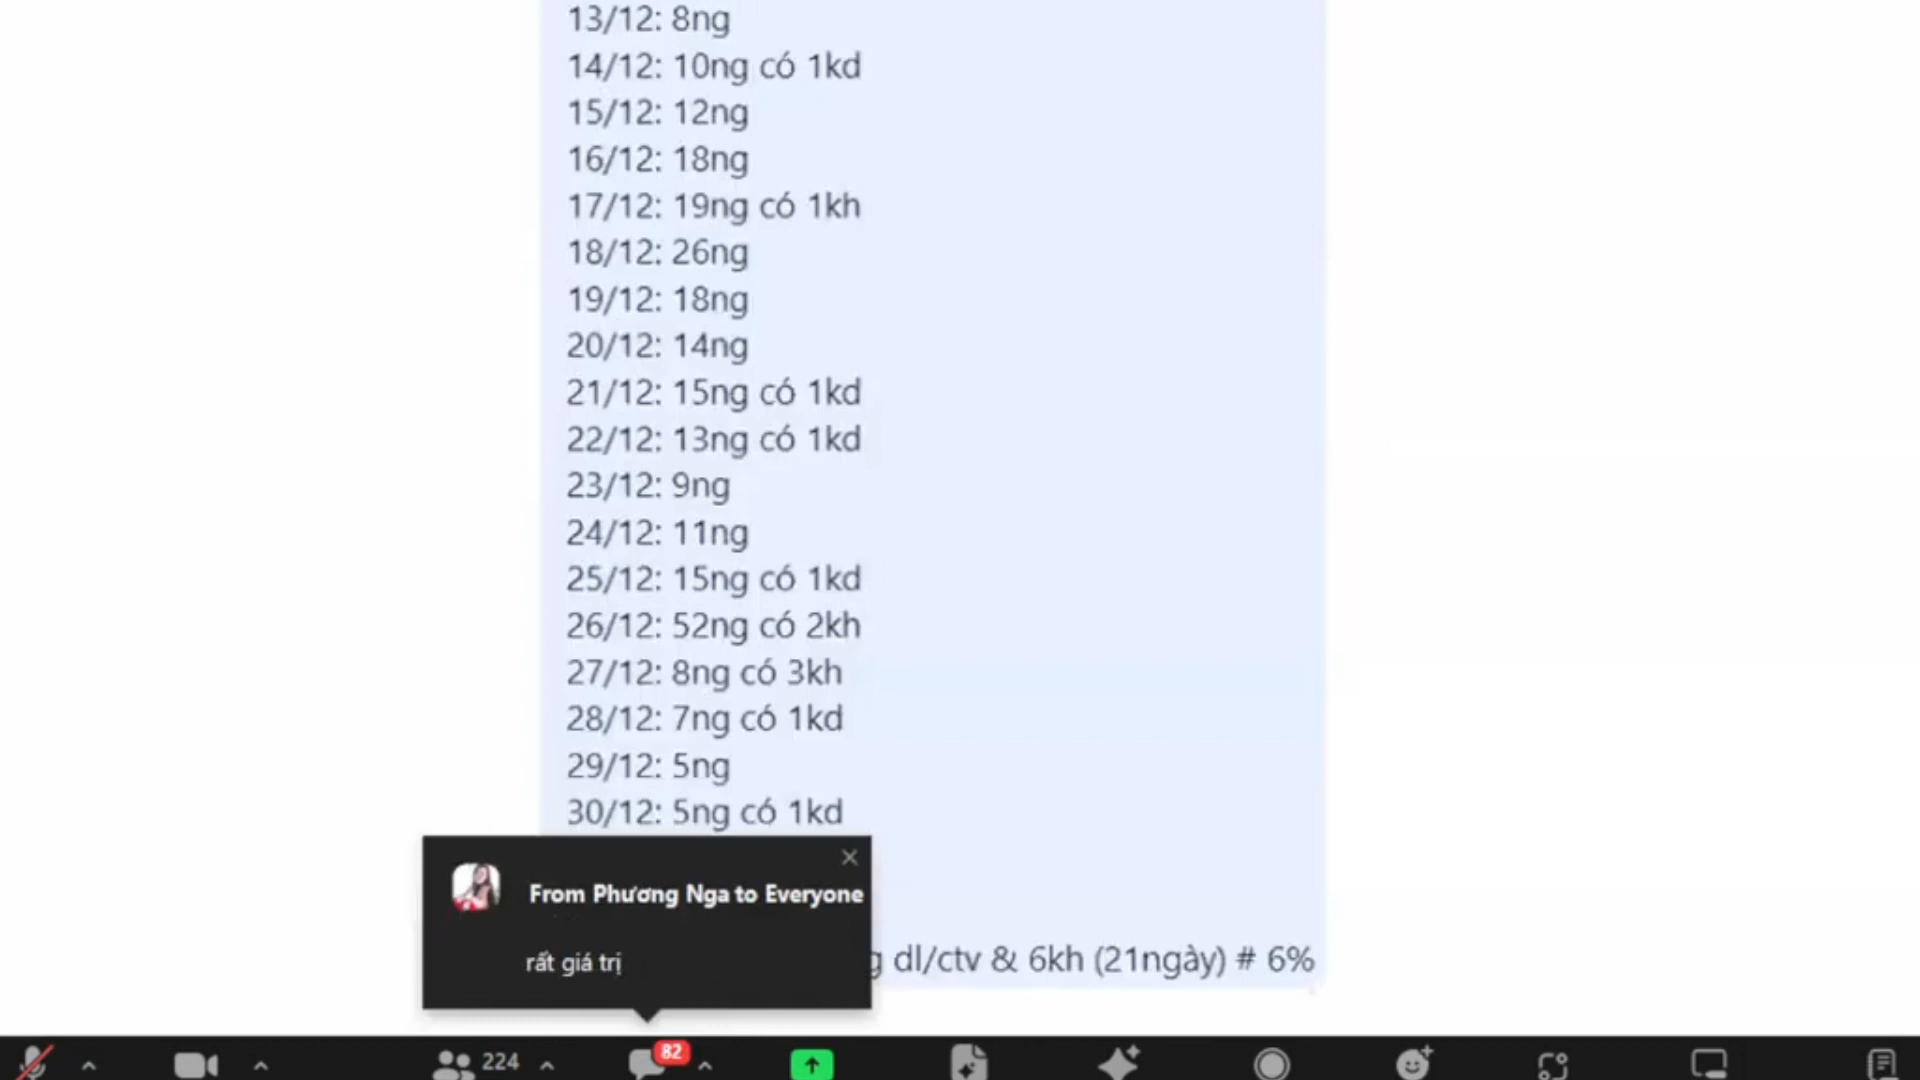 13/12: 8ng
14/12: 10ng có 1kd
15/12: 12ng
16/12: 18ng
17/12: 19ng có 1kh
18/12: 26ng
19/12: 18ng
20/12: 14ng
21/12: 15ng có 1kd
22/12: 13ng có 1kd
23/12: 9ng
24/12: 11ng
25/12: 15ng có 1kd
26/12: 52ng có 2kh
27/12: 8ng có 3kh
28/12: 7ng có 1kd
29/12: 5ng
30/12: 5ng có 1kd
From Phương Nga to Everyone
rất giá trị
dl/ctv & 6kh (21ngày) # 6%
224
82